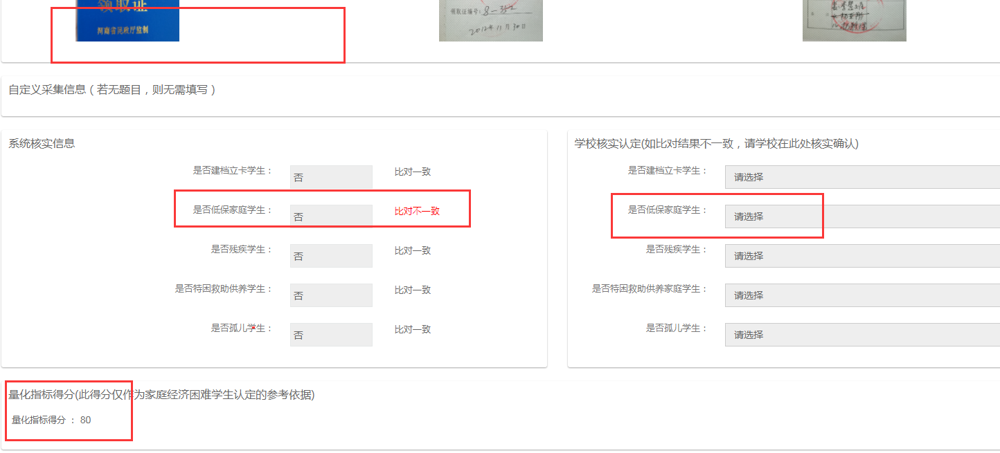 领取证
河南省民政厅监制
领取证编号: 8-352
2012年11月30日
自定义采集信息（若无题目，则无需填写）
系统核实信息
学校核实认定(如比对结果不一致，请学校在此处核实确认)
是否建档立卡学生：
否
比对一致
是否建档立卡学生：
请选择
是否低保家庭学生：
否
比对不一致
是否低保家庭学生：
请选择
是否残疾学生：
否
比对一致
是否残疾学生：
请选择
是否特困救助供养学生：
否
比对一致
是否特困救助供养家庭学生：
请选择
是否孤儿学生：
否
比对一致
是否孤儿学生：
请选择
量化指标得分(此得分仅作为家庭经济困难学生认定的参考依据)
量化指标得分 ： 80